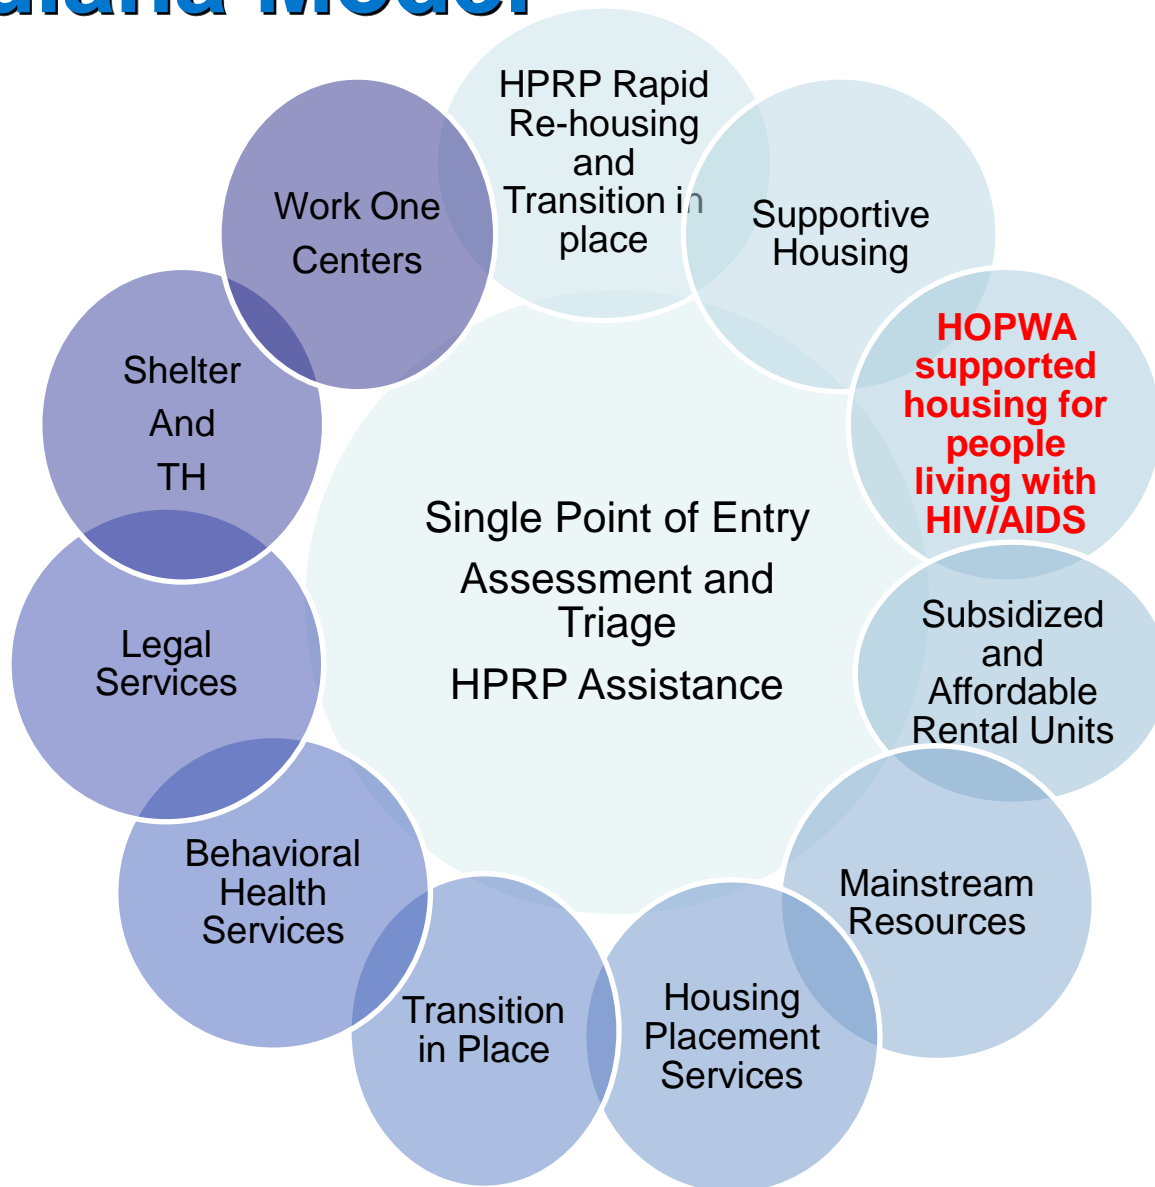 diana Model
HPRP Rapid
Re-housing
and
Transition in
place
Supportive
Housing
HOPWA
supported
housing for
people
living with
HIV/AIDS
Subsidized
and
Affordable
Rental Units
Mainstream
Resources
Housing
Placement
Services
Transition
in Place
Behavioral
Health
Services
Legal
Services
Shelter
And
TH
Work One
Centers
Single Point of Entry
Assessment and
Triage
HPRP Assistance